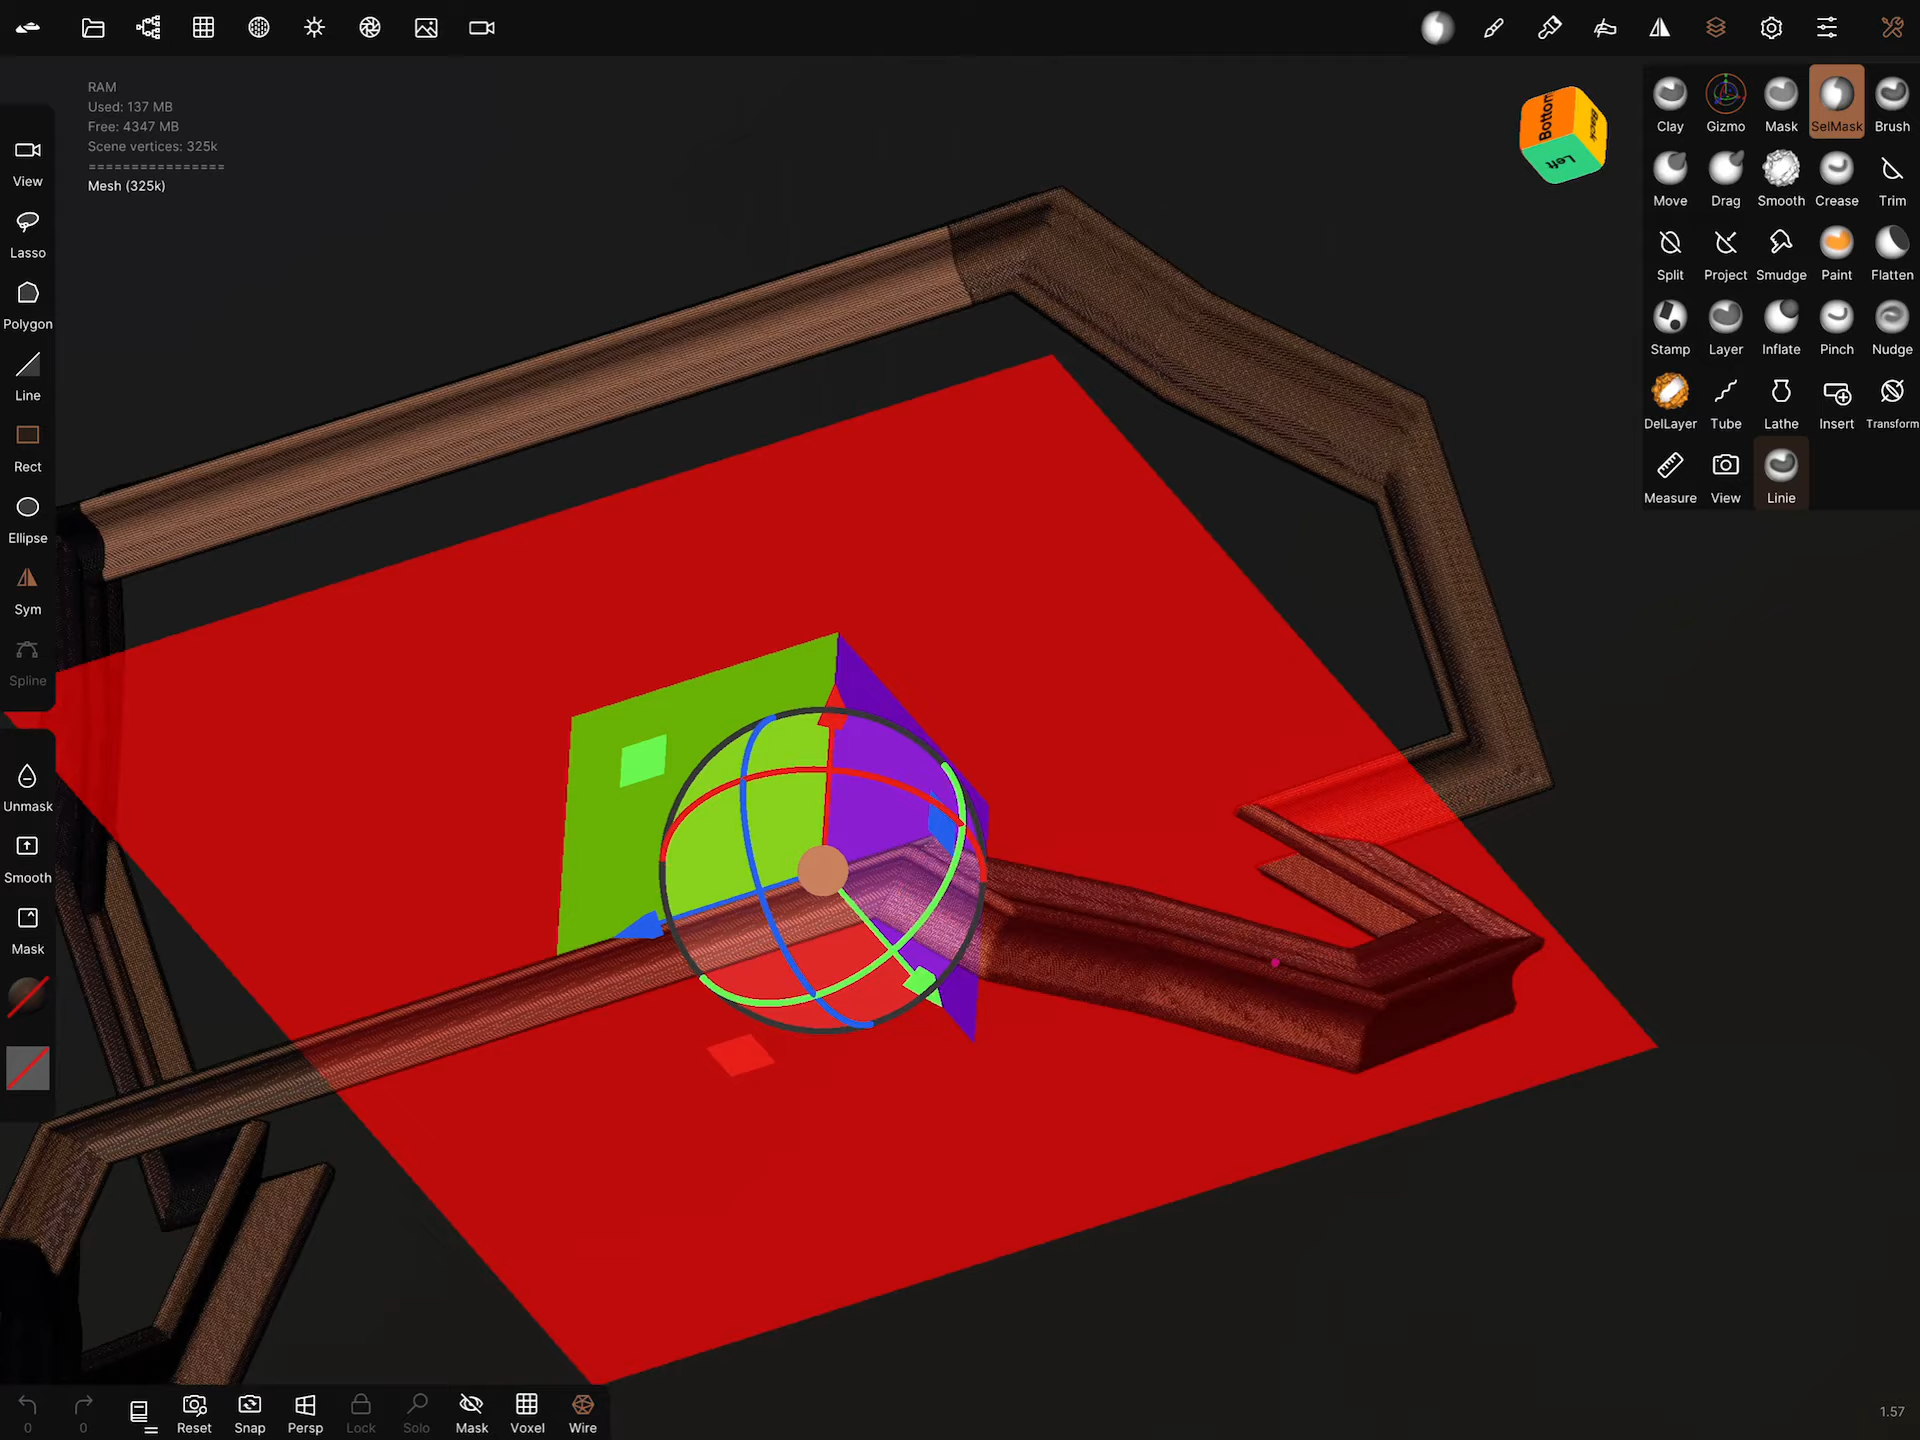 RAM
Used: 137 MB
Free: 4347 MB
Scene vertices: 325k
================
Mesh (325k)
Bottom
Back
Left
View
Lasso
Polygon
Line
Rect
Ellipse
Sym
Spline
Unmask
Smooth
Mask
Clay Gizmo Mask SelMask Brush
Move Drag Smooth Crease Trim
Split Project Smudge Paint Flatten
Stamp Layer Inflate Pinch Nudge
DelLayer Tube Lathe Insert Transform
Measure View Linie
0 0 Reset Snap Persp Lock Solo Mask Voxel Wire
1.57